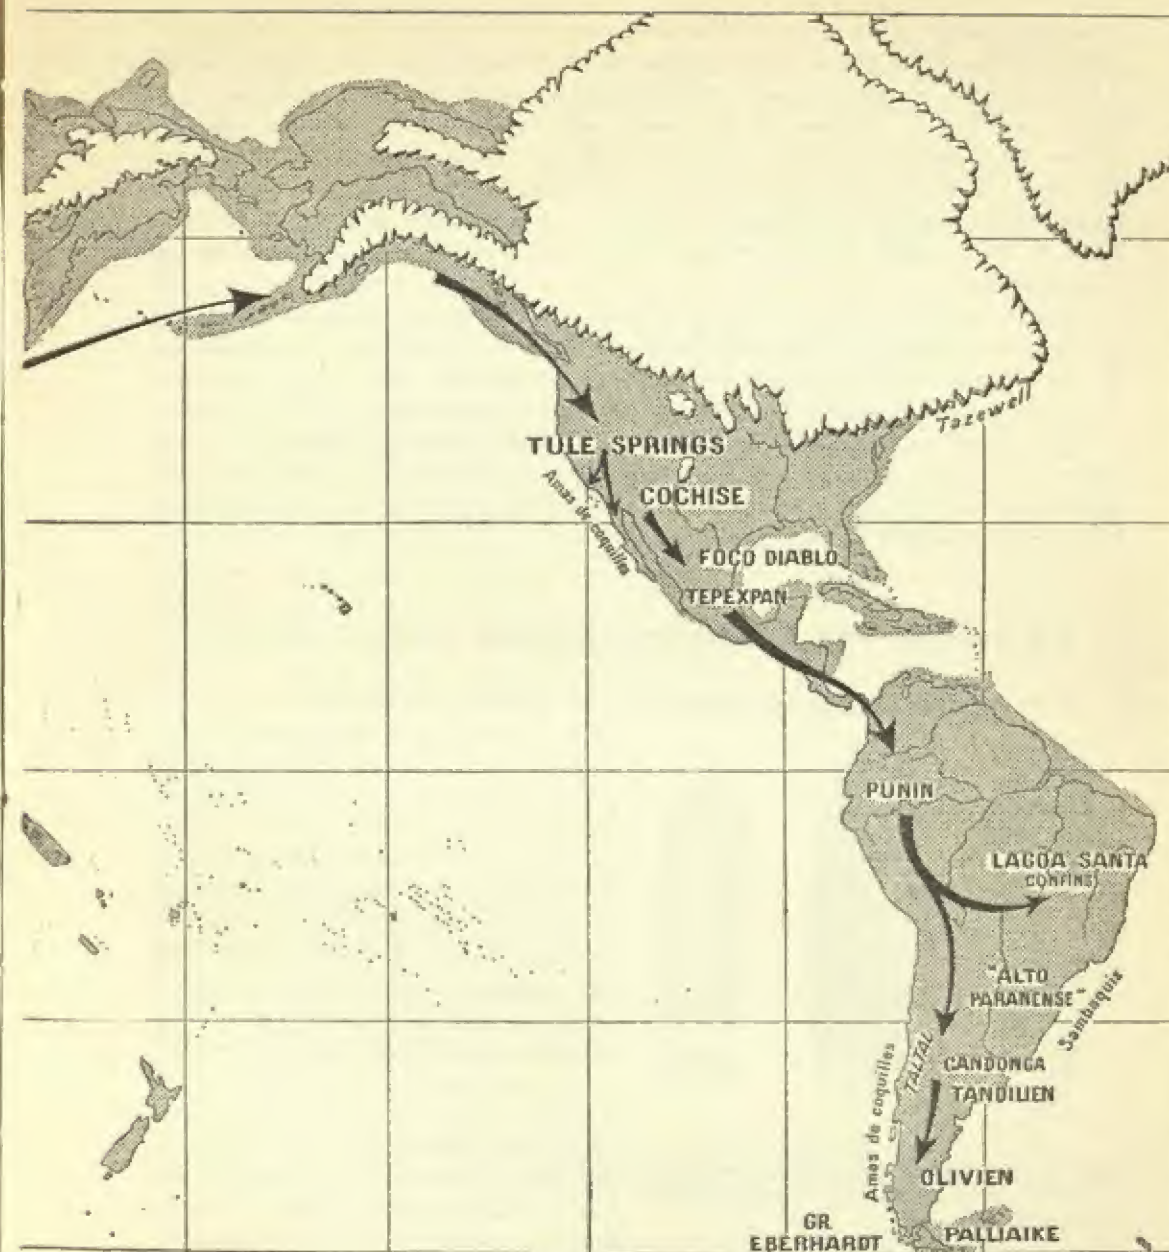 Tazewell
TULE SPRINGS
Amas de coquilles
COCHISE
FOCO DIABLO
TEPEXPAN
PUNIN
LAGOA SANTA
CONFINS
"ALTO
PARANENSE"
Sambaquis
TALTAL
Amas de coquilles
CANDONGA
TANDILIEN
OLIVIEN
GR.
EBERHARDT
PALLIAIKE